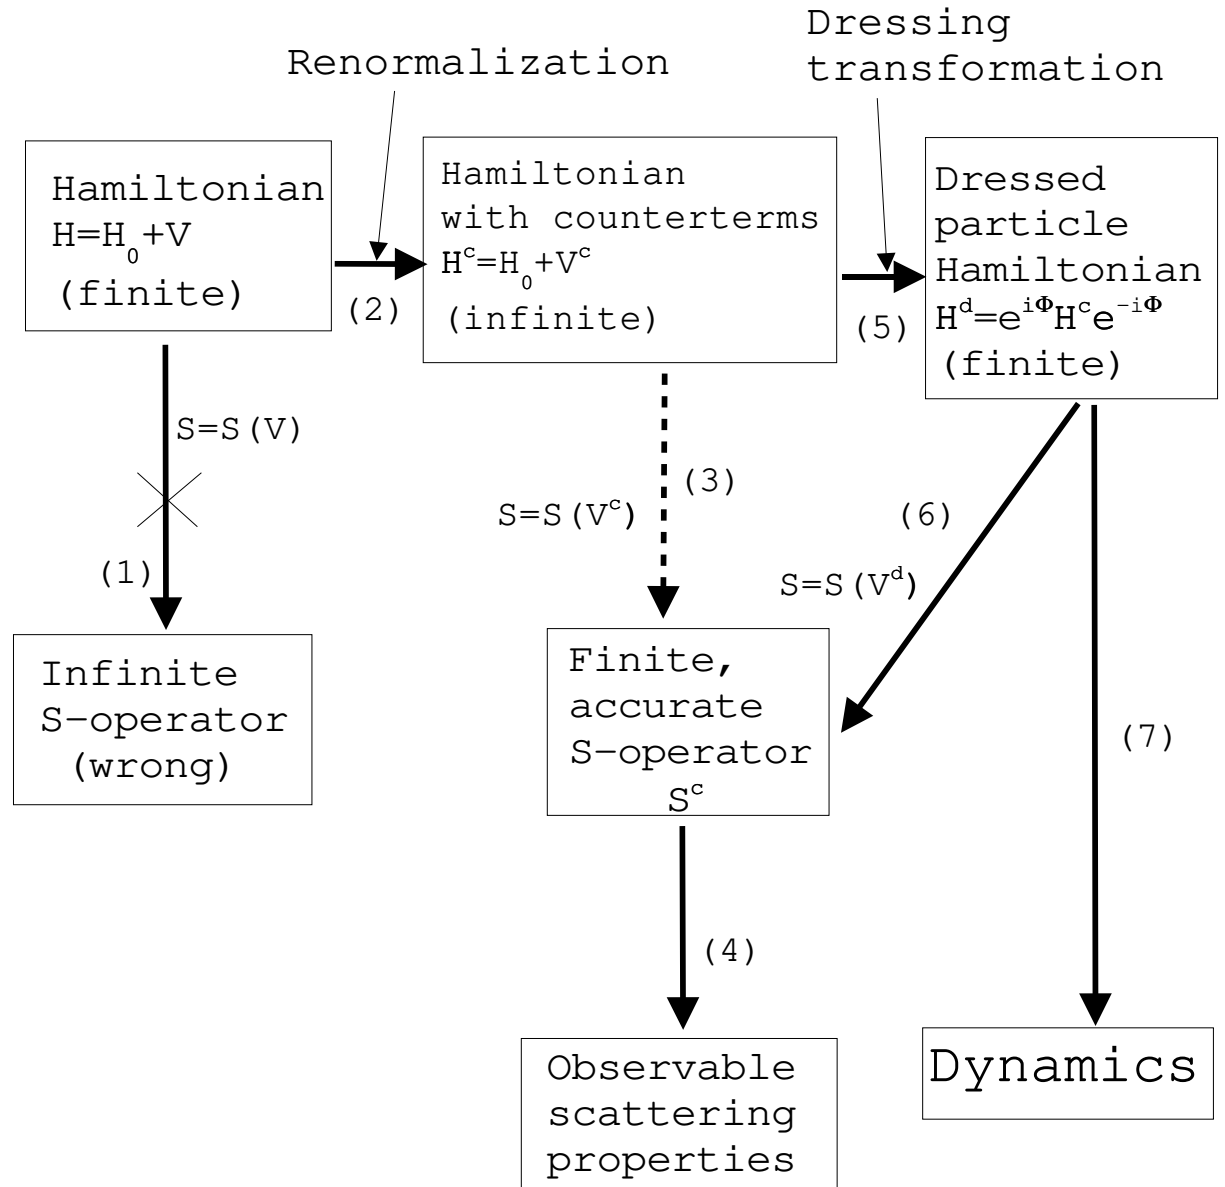 Renormalization
Dressing
transformation
Hamiltonian
H=H₀+V
(finite)
(2)
Hamiltonian
with counterterms
Hᶜ=H₀+Vᶜ
(infinite)
(5)
Dressed
particle
Hamiltonian
Hᵈ=e^{iΦ}Hᶜe^{−iΦ}
(finite)
S=S(V)
(1)
S=S(Vᶜ)
(3)
(6)
S=S(Vᵈ)
(7)
Infinite
S−operator
(wrong)
Finite,
accurate
S−operator
Sᶜ
(4)
Observable
scattering
properties
Dynamics